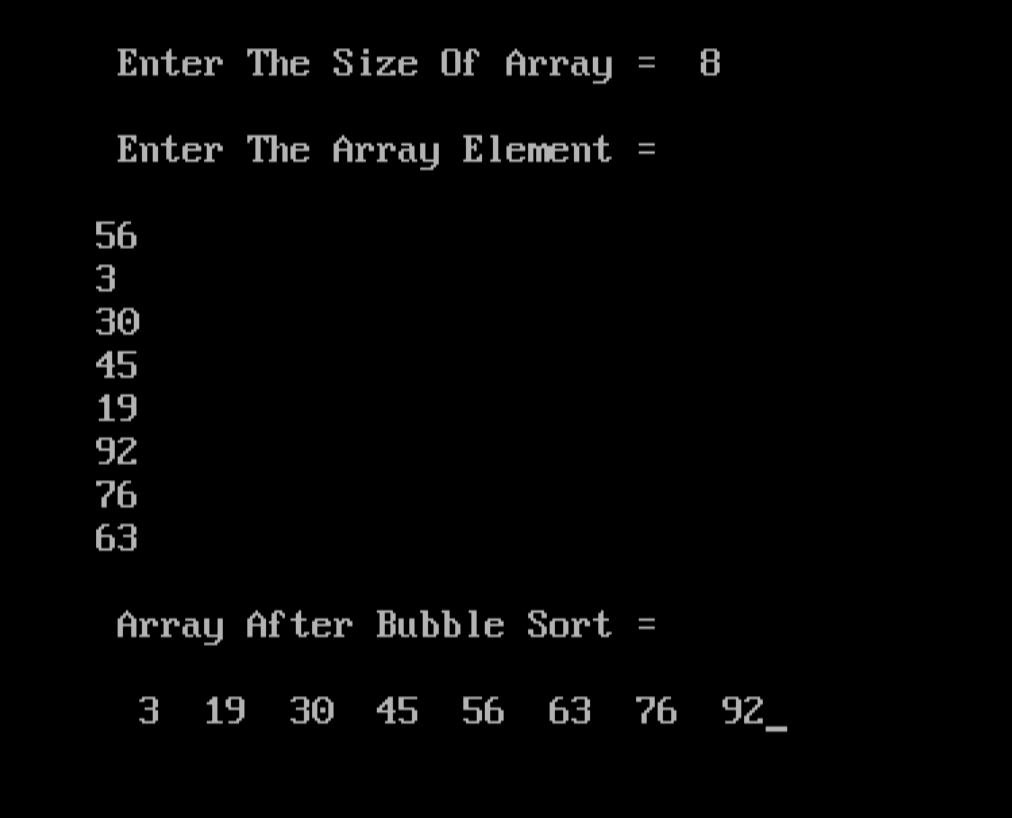 Enter The Size Of Array =  8
Enter The Array Element =
56
3
30
45
19
92
76
63
Array After Bubble Sort =
3  19  30  45  56  63  76  92_